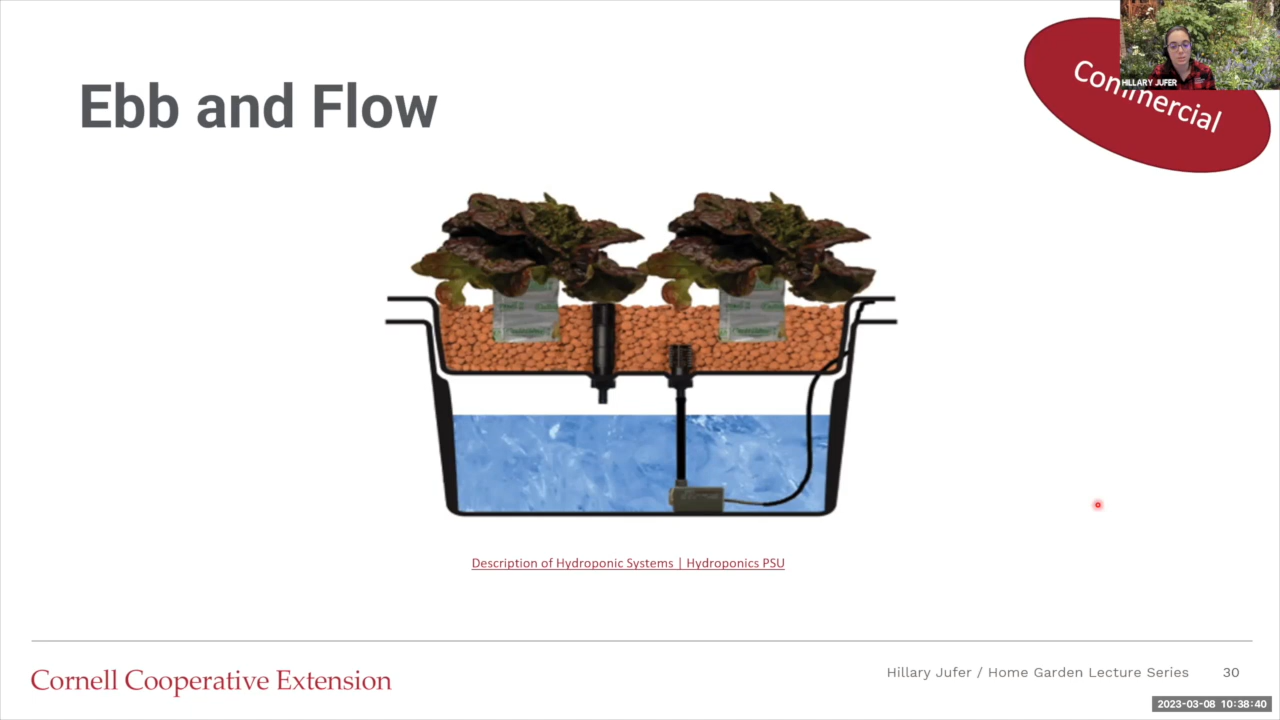 Ebb and Flow
Commercial
HILLARY JUFER
Description of Hydroponic Systems | Hydroponics PSU
Cornell Cooperative Extension
Hillary Jufer / Home Garden Lecture Series 30
2023-03-08 10:38:40